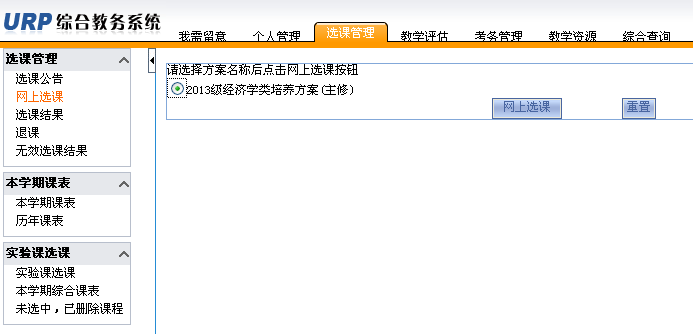 URP 综合教务系统
我需留意 个人管理 选课管理 教学评估 考务管理 教学资源 综合查询
选课管理
选课公告
网上选课
选课结果
退课
无效选课结果
本学期课表
本学期课表
历年课表
实验课选课
实验课选课
本学期综合课表
未选中，已删除课程
请选择方案名称后点击网上选课按钮
2013级经济学类培养方案(主修)
网上选课 重置